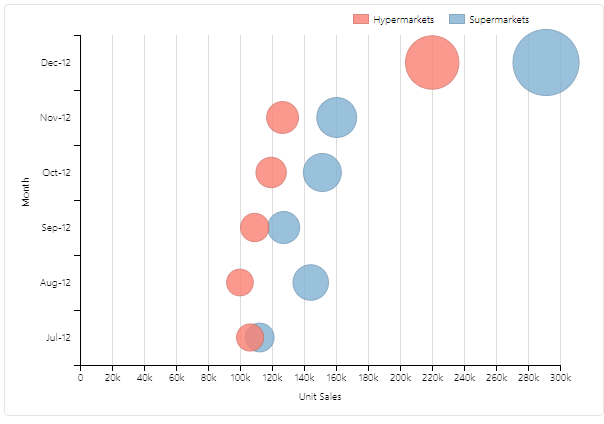 Hypermarkets Supermarkets
Dec-12
Nov-12
Oct-12
Sep-12
Aug-12
Jul-12
Month
0 20k 40k 60k 80k 100k 120k 140k 160k 180k 200k 220k 240k 260k 280k 300k
Unit Sales